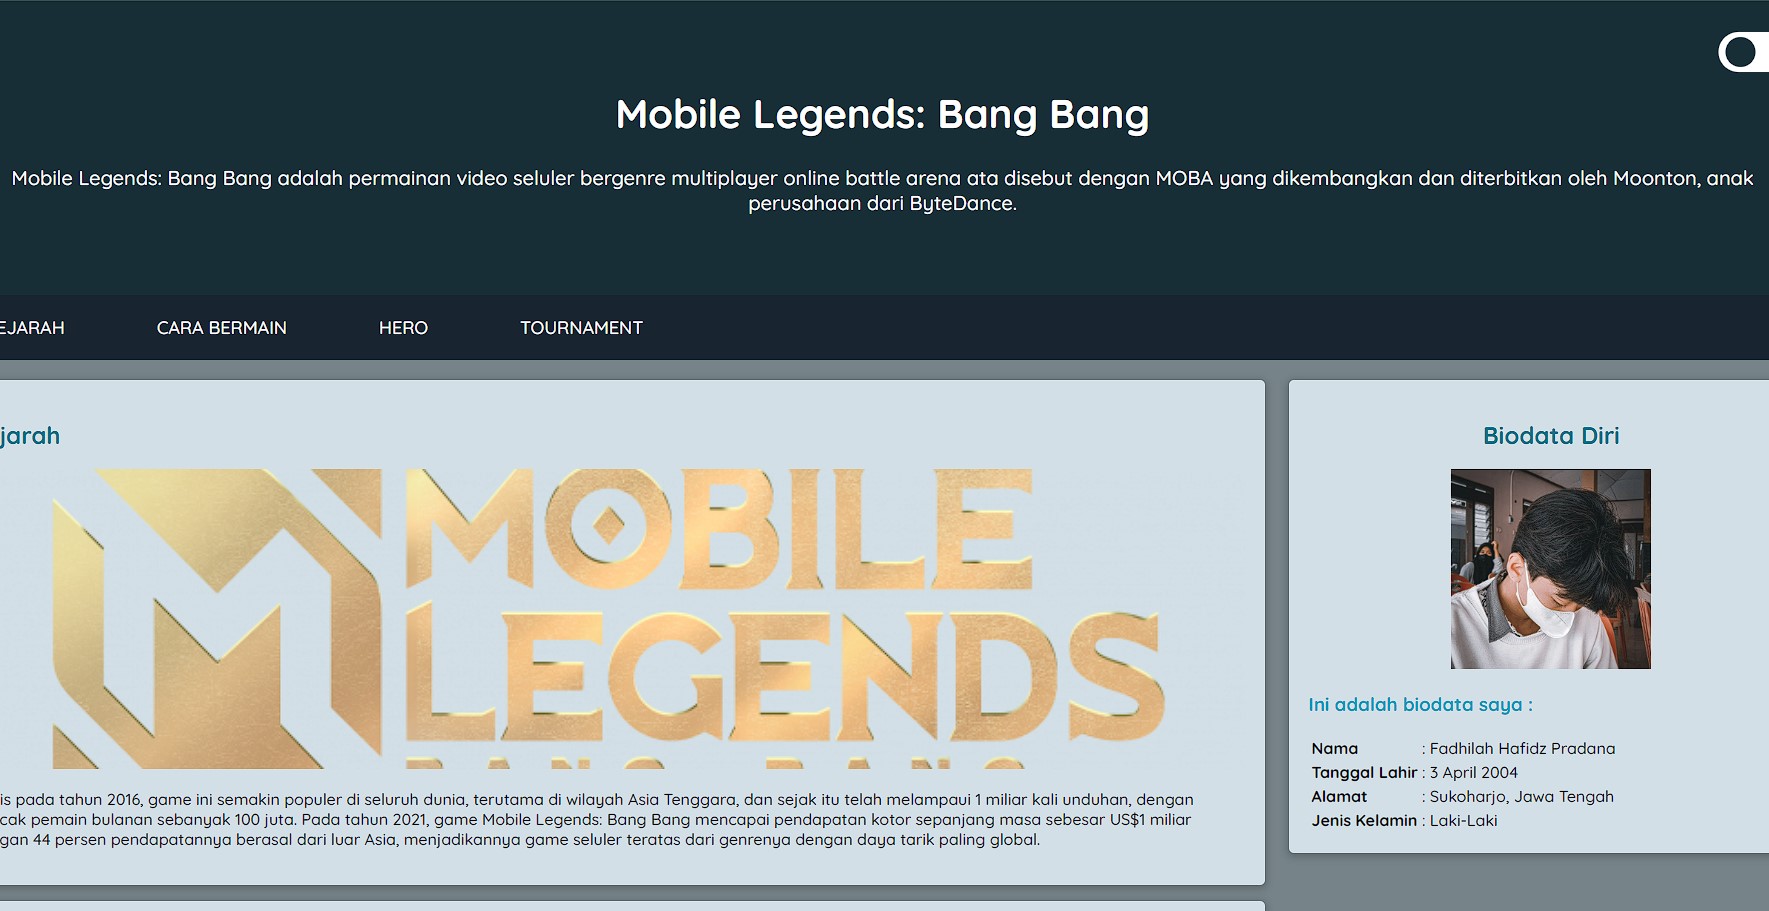 Mobile Legends: Bang Bang
Mobile Legends: Bang Bang adalah permainan video seluler bergenre multiplayer online battle arena ata disebut dengan MOBA yang dikembangkan dan diterbitkan oleh Moonton, anak
perusahaan dari ByteDance.
EJARAH CARA BERMAIN HERO TOURNAMENT
jarah
MOBILE
LEGENDS
BANG BANG
is pada tahun 2016, game ini semakin populer di seluruh dunia, terutama di wilayah Asia Tenggara, dan sejak itu telah melampaui 1 miliar kali unduhan, dengan
cak pemain bulanan sebanyak 100 juta. Pada tahun 2021, game Mobile Legends: Bang Bang mencapai pendapatan kotor sepanjang masa sebesar US$1 miliar
gan 44 persen pendapatannya berasal dari luar Asia, menjadikannya game seluler teratas dari genrenya dengan daya tarik paling global.
Biodata Diri
Ini adalah biodata saya :
Nama : Fadhilah Hafidz Pradana
Tanggal Lahir : 3 April 2004
Alamat : Sukoharjo, Jawa Tengah
Jenis Kelamin : Laki-Laki